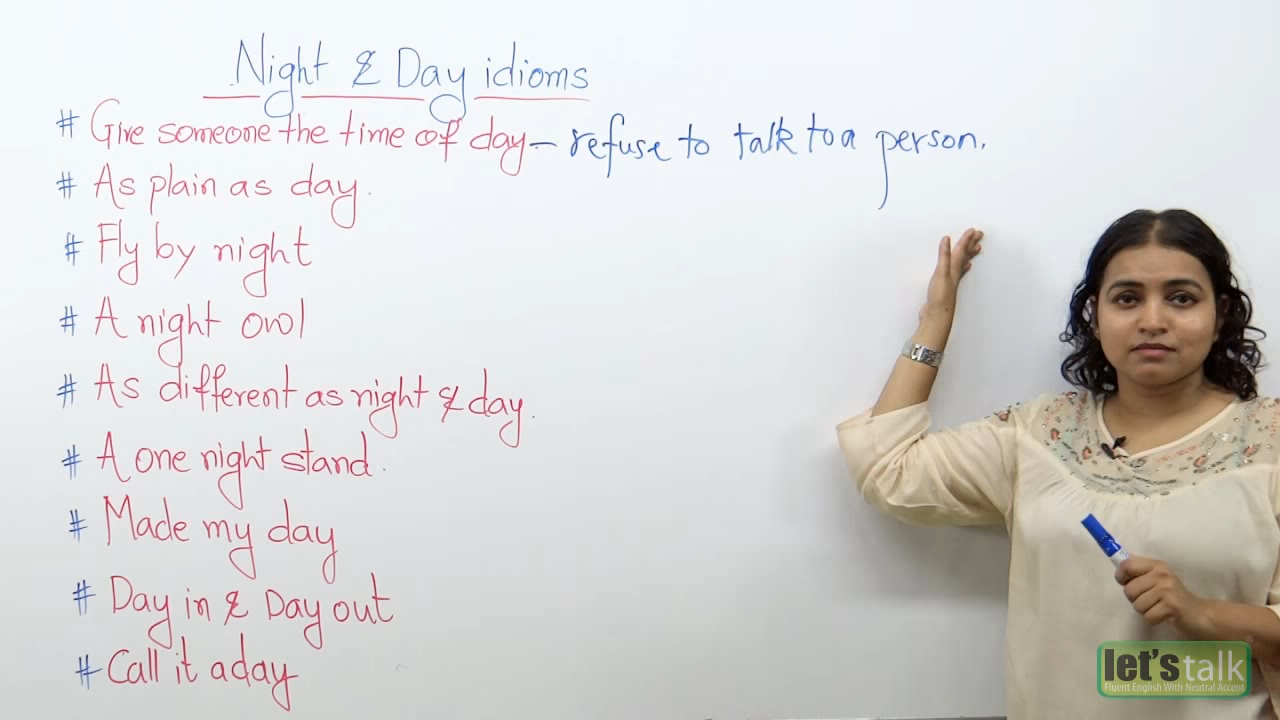 Night & Day idioms
# Give someone the time of day – refuse to talk to a person.
# As plain as day.
# Fly by night
# A night owl
# As different as night & day.
# A one night stand.
# Made my day
# Day in & Day out
# Call it a day
let's talk ®
Fluent English With Neutral Accent